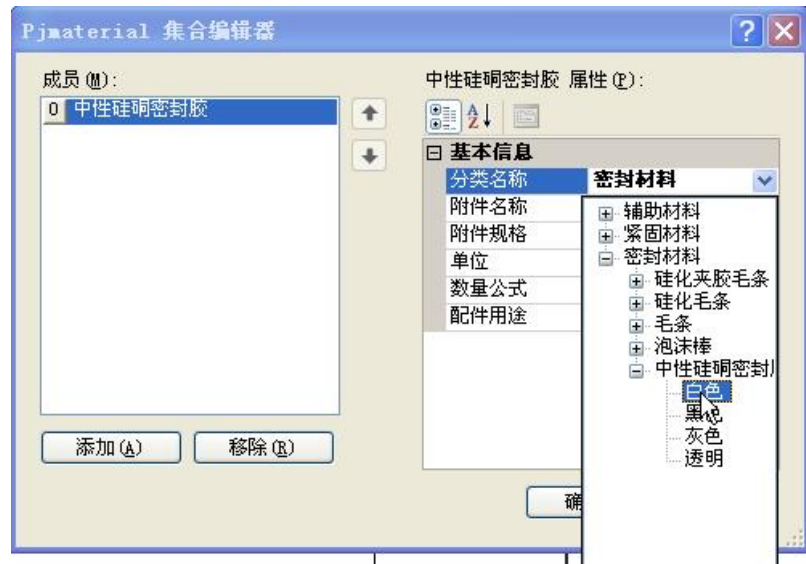 Pjmaterial 集合编辑器
成员(M):
0 中性硅硐密封胶
添加(A)
移除(R)
中性硅硐密封胶 属性(P):
基本信息
分类名称 密封材料
附件名称
附件规格
单位
数量公式
配件用途
辅助材料
紧固材料
密封材料
硅化夹胶毛条
硅化毛条
毛条
泡沫棒
中性硅硐密封
白色
黑色
灰色
透明
确